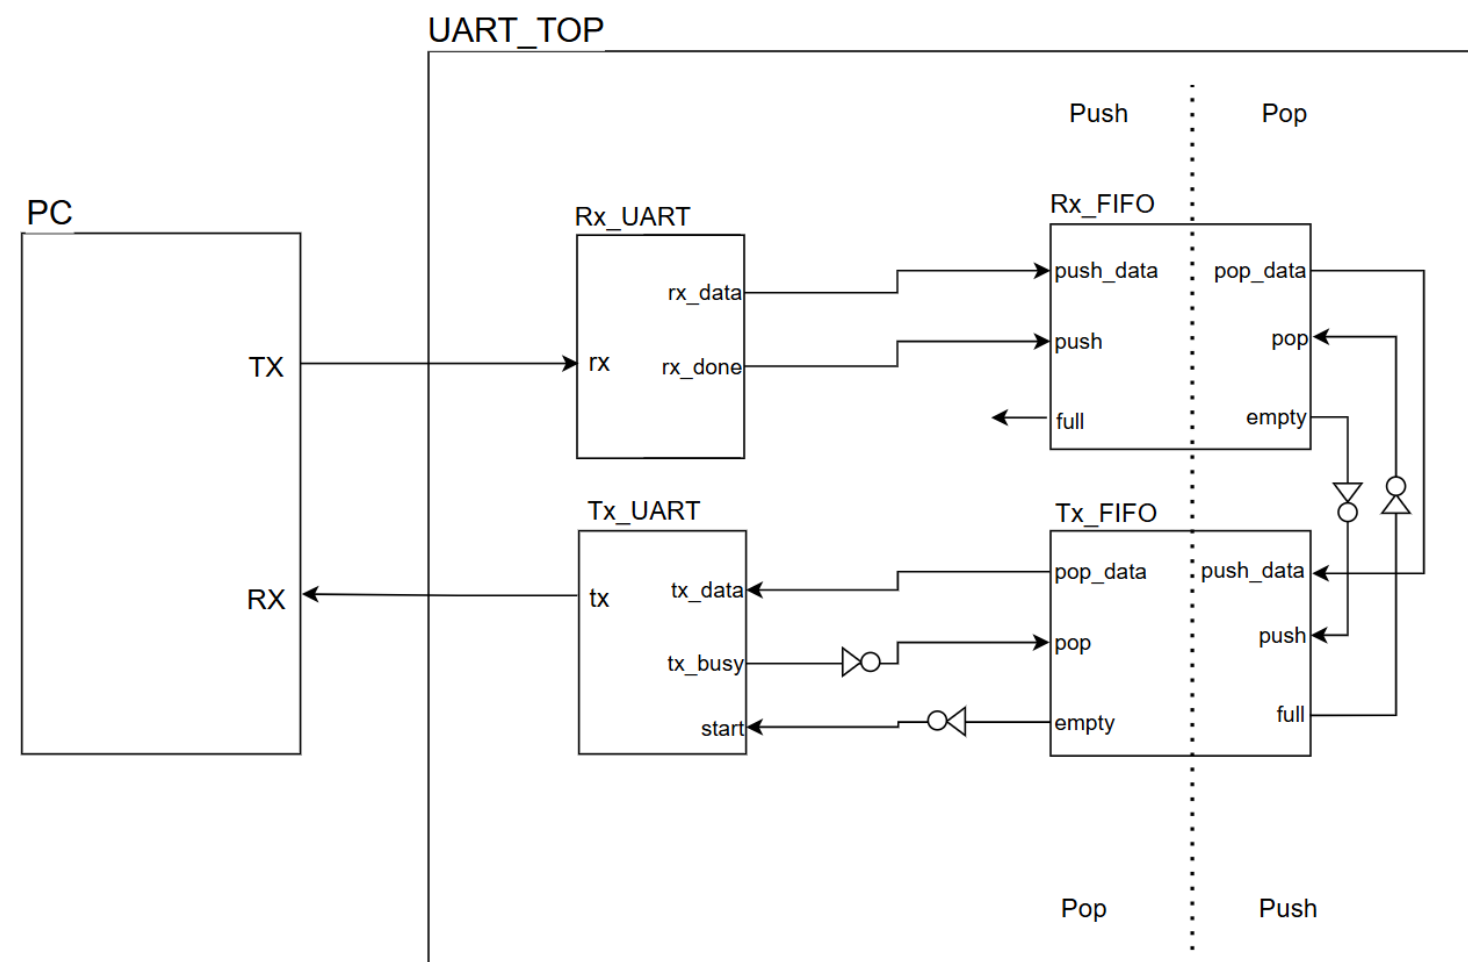 UART_TOP
Push
Pop
PC
TX
RX
Rx_UART
rx_data
rx
rx_done
Rx_FIFO
push_data
pop_data
push
pop
full
empty
Tx_UART
tx_data
tx
tx_busy
start
Tx_FIFO
pop_data
push_data
pop
push
empty
full
Pop
Push